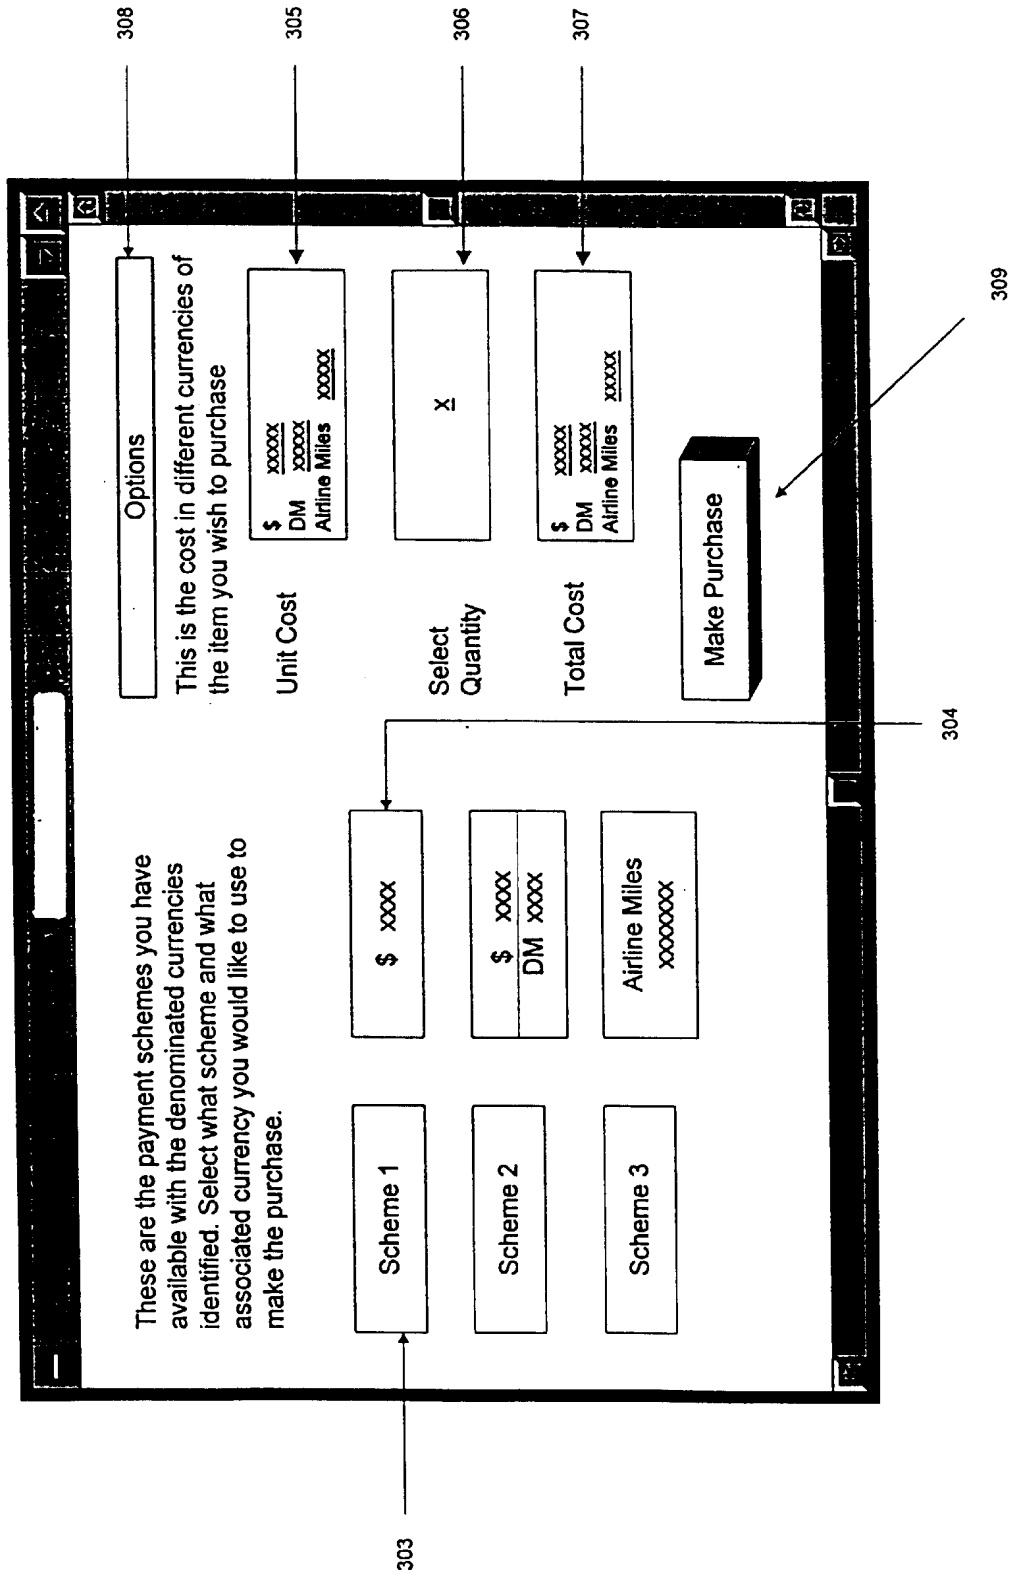 These are the payment schemes you have
available with the denominated currencies
identified. Select what scheme and what
associated currency you would like to use to
make the purchase.
Scheme 1
$ xxxx
Scheme 2
$ xxxx
DM xxxx
Scheme 3
Airline Miles
xxxxxxx
Options
This is the cost in different currencies of
the item you wish to purchase
Unit Cost
$ xxxxx
DM xxxxx
Airline Miles xxxxx
Select
Quantity
x
Total Cost
$ xxxxx
DM xxxxx
Airline Miles xxxxx
Make Purchase
303
304
308
305
306
307
309